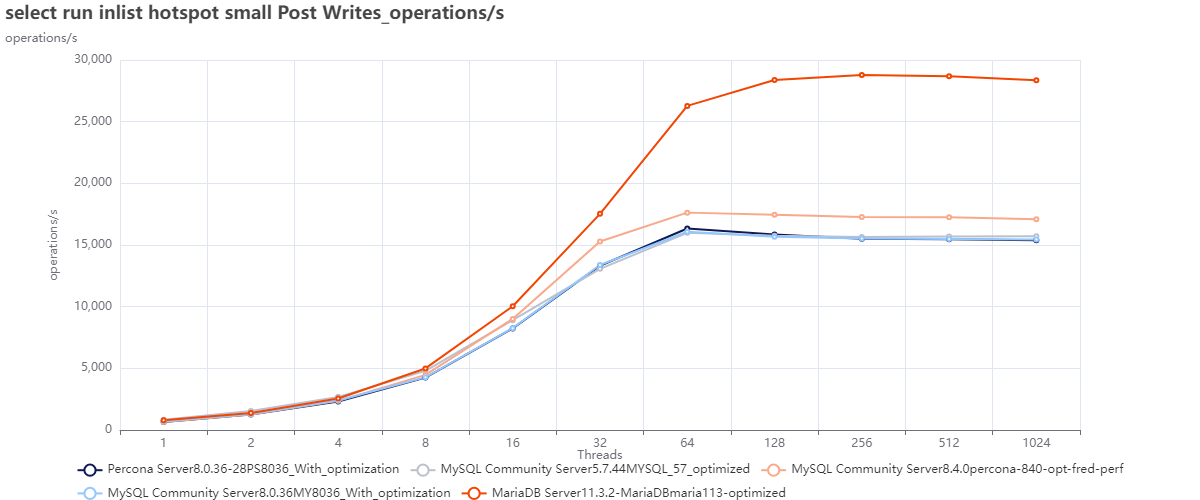 select run inlist hotspot small Post Writes_operations/s
operations/s
30,000
25,000
20,000
15,000
10,000
5,000
0
operations/s
1 2 4 8 16 32 64 128 256 512 1024
Threads
Percona Server8.0.36-28PS8036_With_optimization MySQL Community Server5.7.44MYSQL_57_optimized MySQL Community Server8.4.0percona-840-opt-fred-perf
MySQL Community Server8.0.36MY8036_With_optimization MariaDB Server11.3.2-MariaDBmaria113-optimized